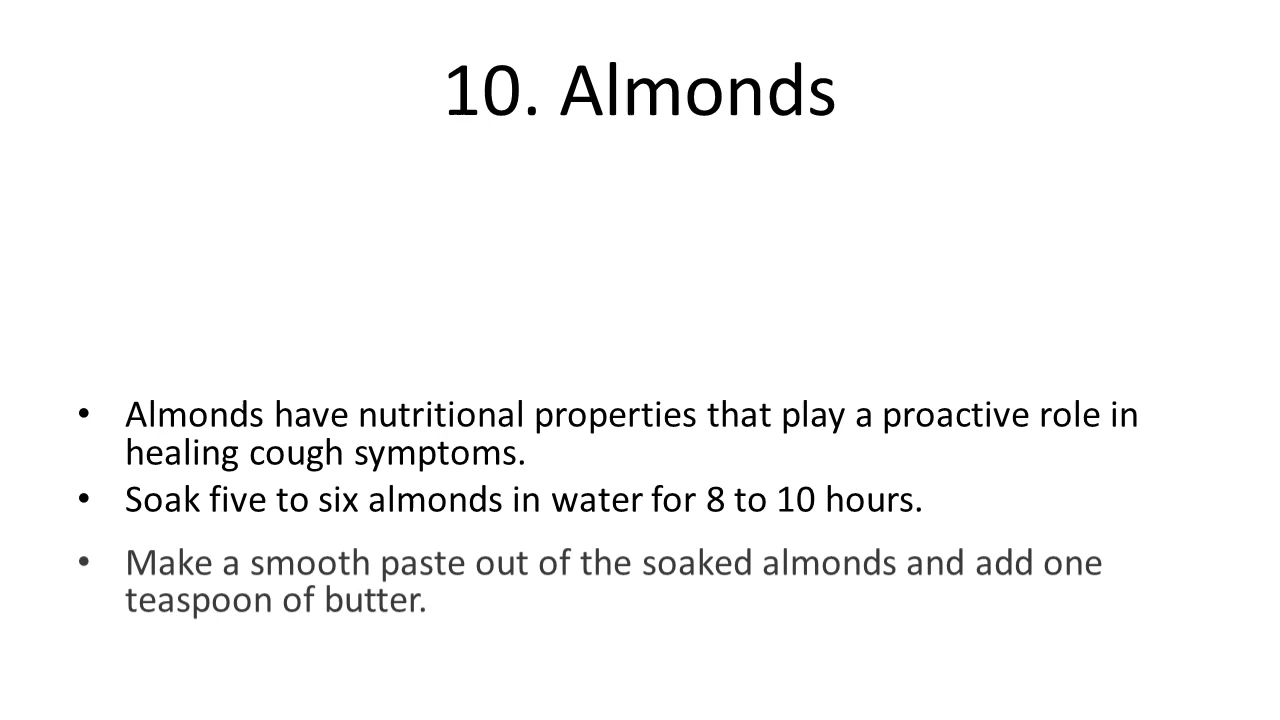 10. Almonds
• Almonds have nutritional properties that play a proactive role in
healing cough symptoms.
• Soak five to six almonds in water for 8 to 10 hours.
• Make a smooth paste out of the soaked almonds and add one
teaspoon of butter.